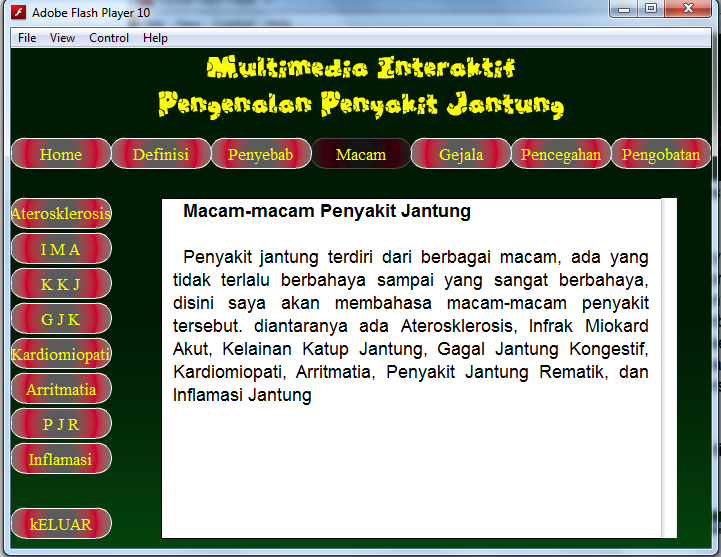 Adobe Flash Player 10
File View Control Help
Multimedia Interaktif
Pengenalan Penyakit Jantung
Home Definisi Penyebab Macam Gejala Pencegahan Pengobatan
Aterosklerosis
I M A
K K J
G J K
Kardiomiopati
Arritmatia
P J R
Inflamasi
kELUAR
Macam-macam Penyakit Jantung
Penyakit jantung terdiri dari berbagai macam, ada yang
tidak terlalu berbahaya sampai yang sangat berbahaya,
disini saya akan membahasa macam-macam penyakit
tersebut. diantaranya ada Aterosklerosis, Infrak Miokard
Akut, Kelainan Katup Jantung, Gagal Jantung Kongestif,
Kardiomiopati, Arritmatia, Penyakit Jantung Rematik, dan
Inflamasi Jantung